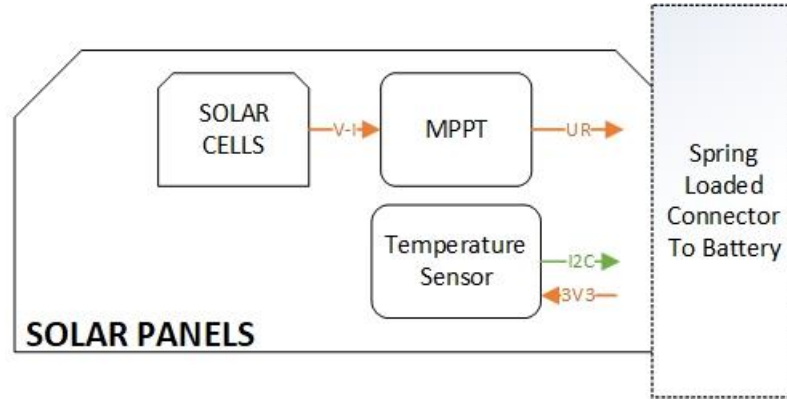 SOLAR
CELLS
V-I
MPPT
UR
Temperature
Sensor
I2C
3V3
SOLAR PANELS
Spring
Loaded
Connector
To Battery